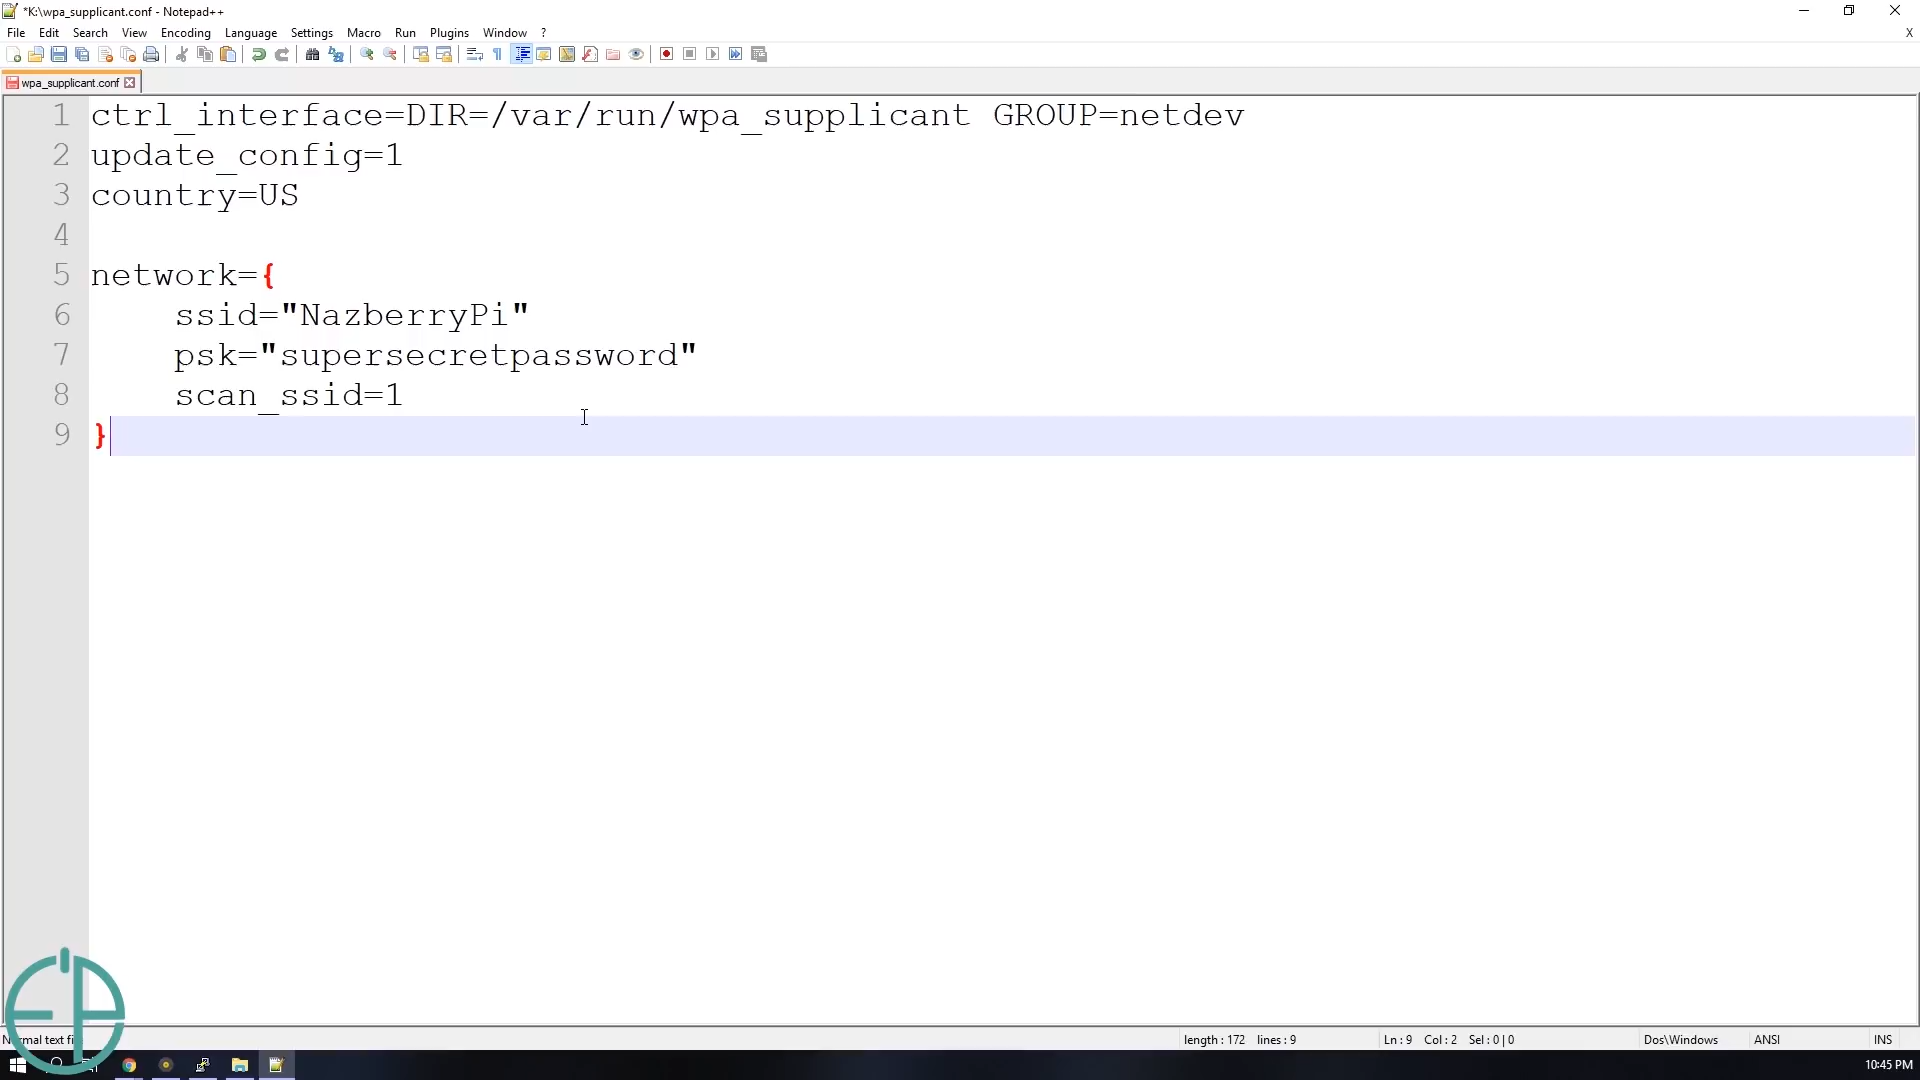 *K:\wpa_supplicant.conf - Notepad++
File Edit Search View Encoding Language Settings Macro Run Plugins Window ? X
wpa_supplicant.conf
1 ctrl_interface=DIR=/var/run/wpa_supplicant GROUP=netdev
2 update_config=1
3 country=US
4
5 network={
6 ssid="NazberryPi"
7 psk="supersecretpassword"
8 scan_ssid=1
9 }
length : 172 lines : 9 Ln : 9 Col : 2 Sel : 0 | 0 Dos\Windows ANSI INS
10:45 PM